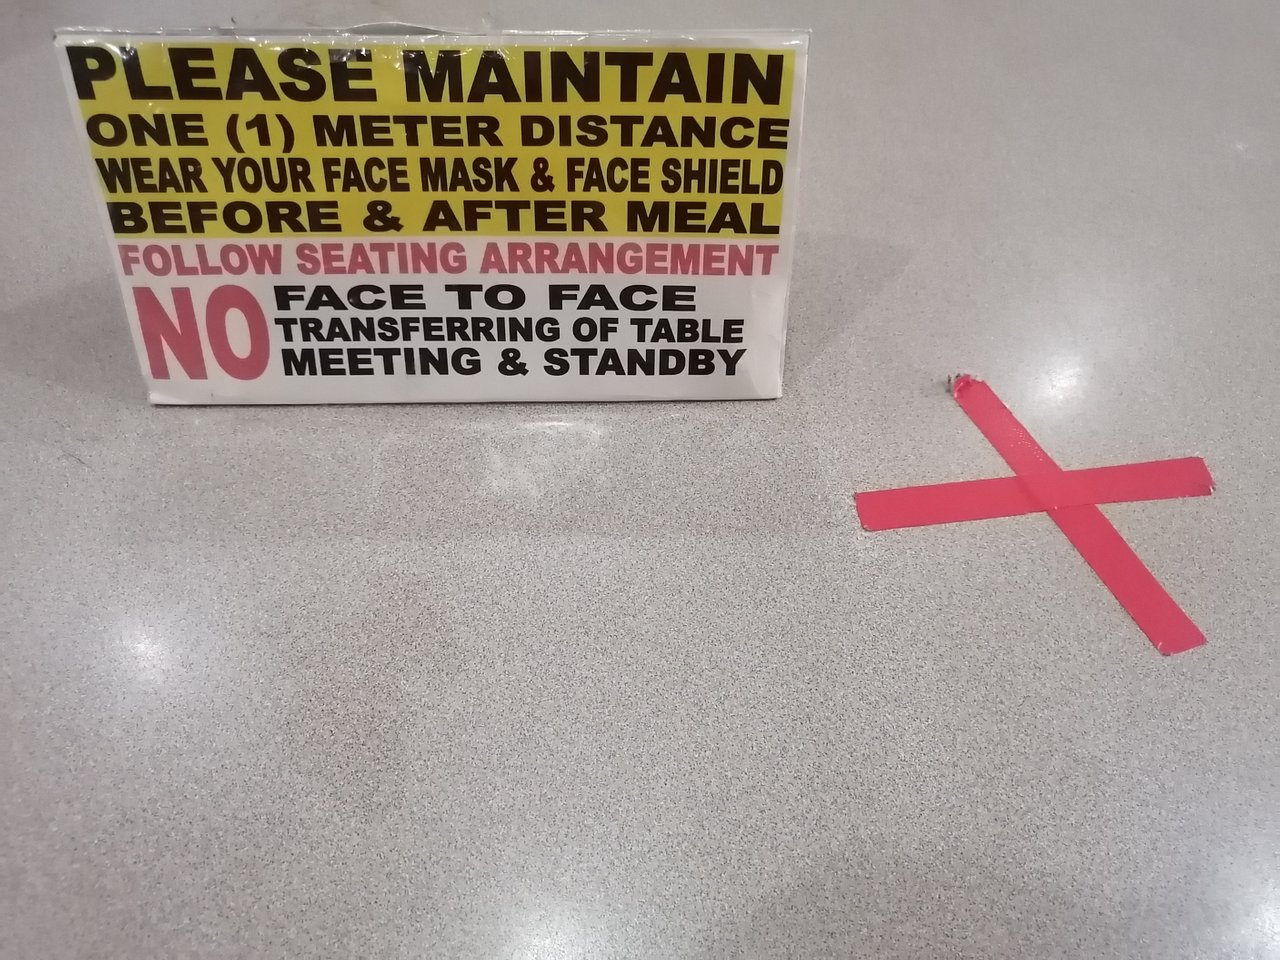 PLEASE MAINTAIN
ONE (1) METER DISTANCE
WEAR YOUR FACE MASK & FACE SHIELD
BEFORE & AFTER MEAL
FOLLOW SEATING ARRANGEMENT
NO FACE TO FACE
TRANSFERRING OF TABLE
MEETING & STANDBY